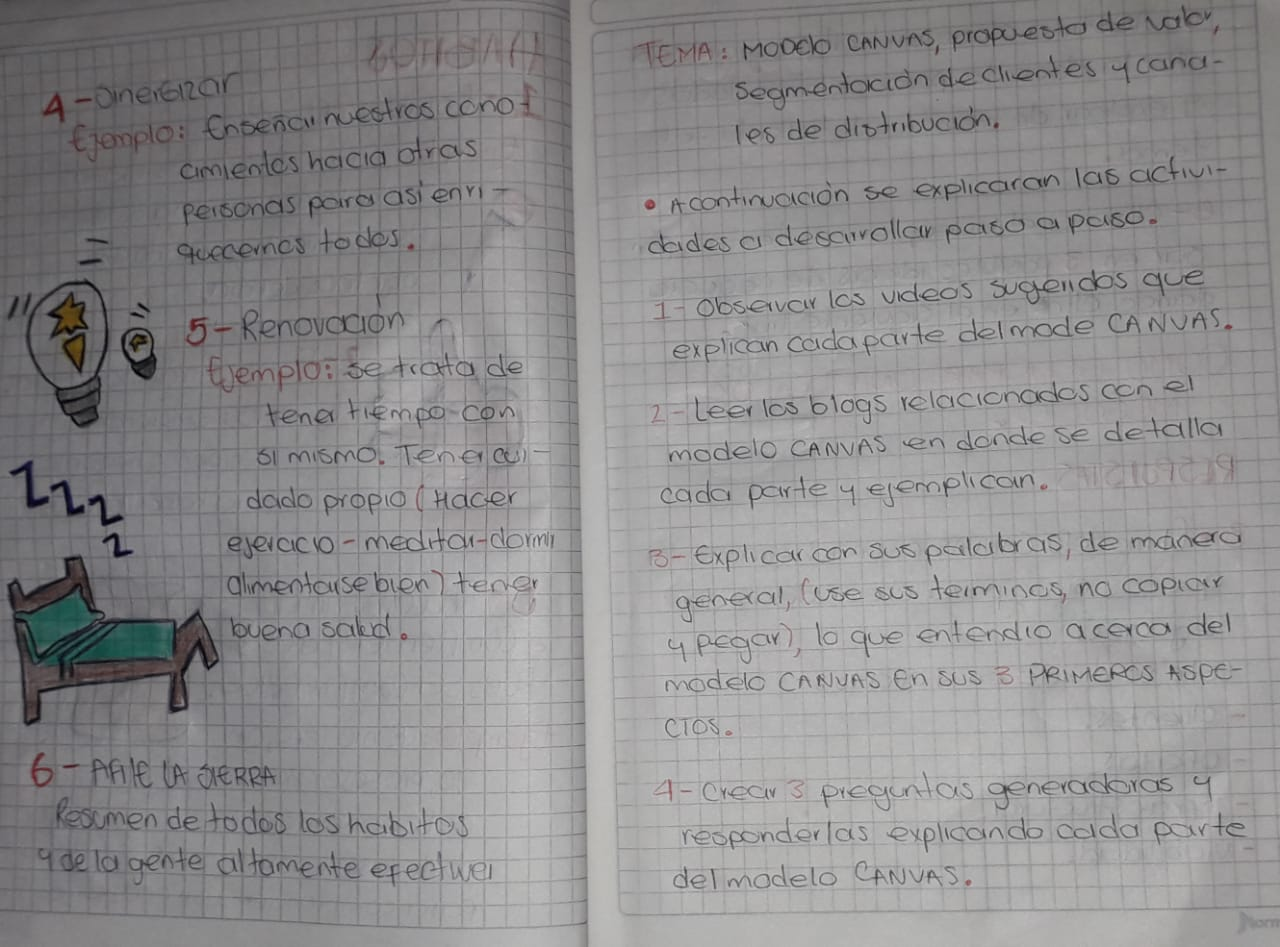 4-Sinergizar
Ejemplo: Enseñar nuestros conoci
amientos hacia otras
personas para asi enri-
quecernos todos.
5-Renovación
Ejemplo: se trata de
tener tiempo con
si mismo. Tener cui-
dado propio (Hacer
ejercicio-meditar-dormir
alimentarse bien) tener
buena salud.
ZZZ
Z
6-AFILE LA SIERRA
Resumen de todos los habitos
y de la gente altamente efectiva
TEMA: MODELO CANVAS, propuesta de valor,
segmentación de clientes y cana-
les de distribución.
• A continuación se explicaran las activi-
dades a desarrollar paso a paso.
1-Observar los videos sugeridos que
explican cada parte del mode CANVAS.
2-Leer los blogs relacionados con el
modelo CANVAS en donde se detalla
cada parte y ejemplican.
3-Explicar con sus palabras, de manera
general, (use sus terminos, no copiar
y pegar), lo que entendio acerca del
modelo CANVAS en sus 3 PRIMEROS ASPE-
CTOS.
4-Crear 3 preguntas generadoras y
responderlas explicando cada parte
del modelo CANVAS.
Norm